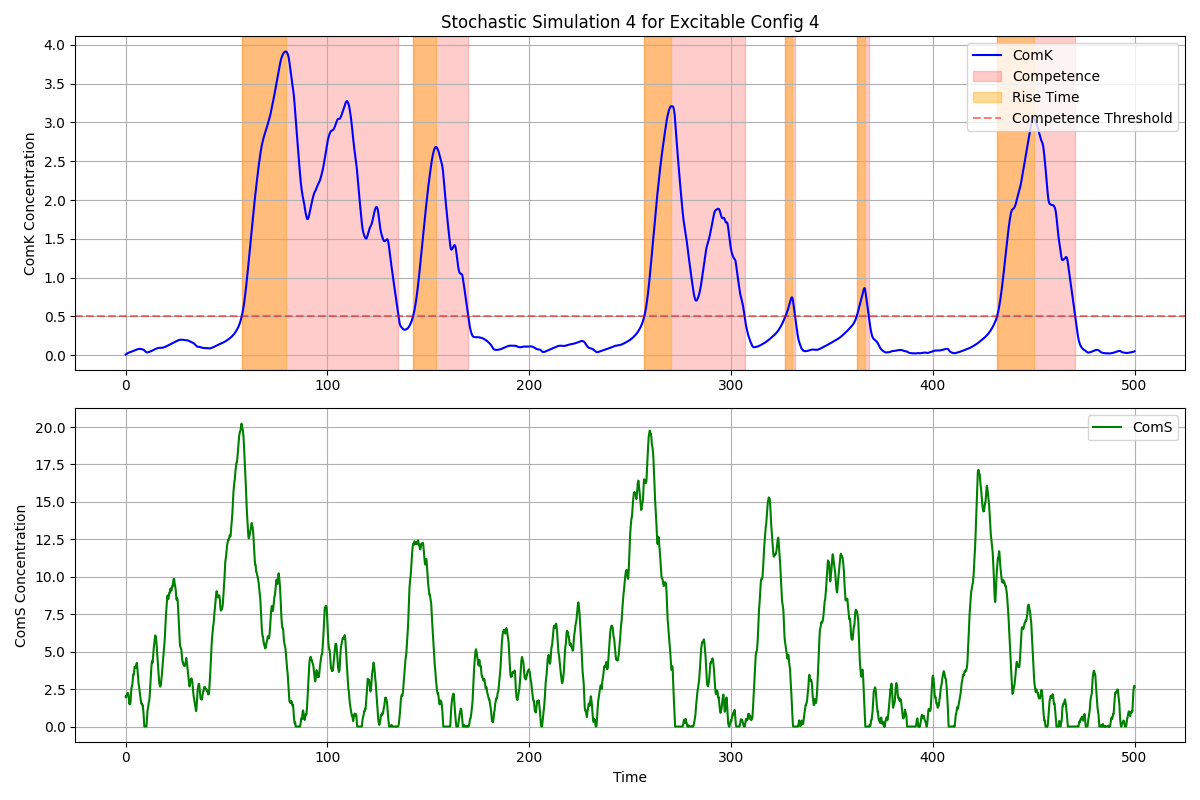 Stochastic Simulation 4 for Excitable Config 4
ComK Concentration
4.0
3.5
3.0
2.5
2.0
1.5
1.0
0.5
0.0
ComK
Competence
Rise Time
Competence Threshold
0 100 200 300 400 500
ComS Concentration
20.0
17.5
15.0
12.5
10.0
7.5
5.0
2.5
0.0
ComS
0 100 200 300 400 500
Time